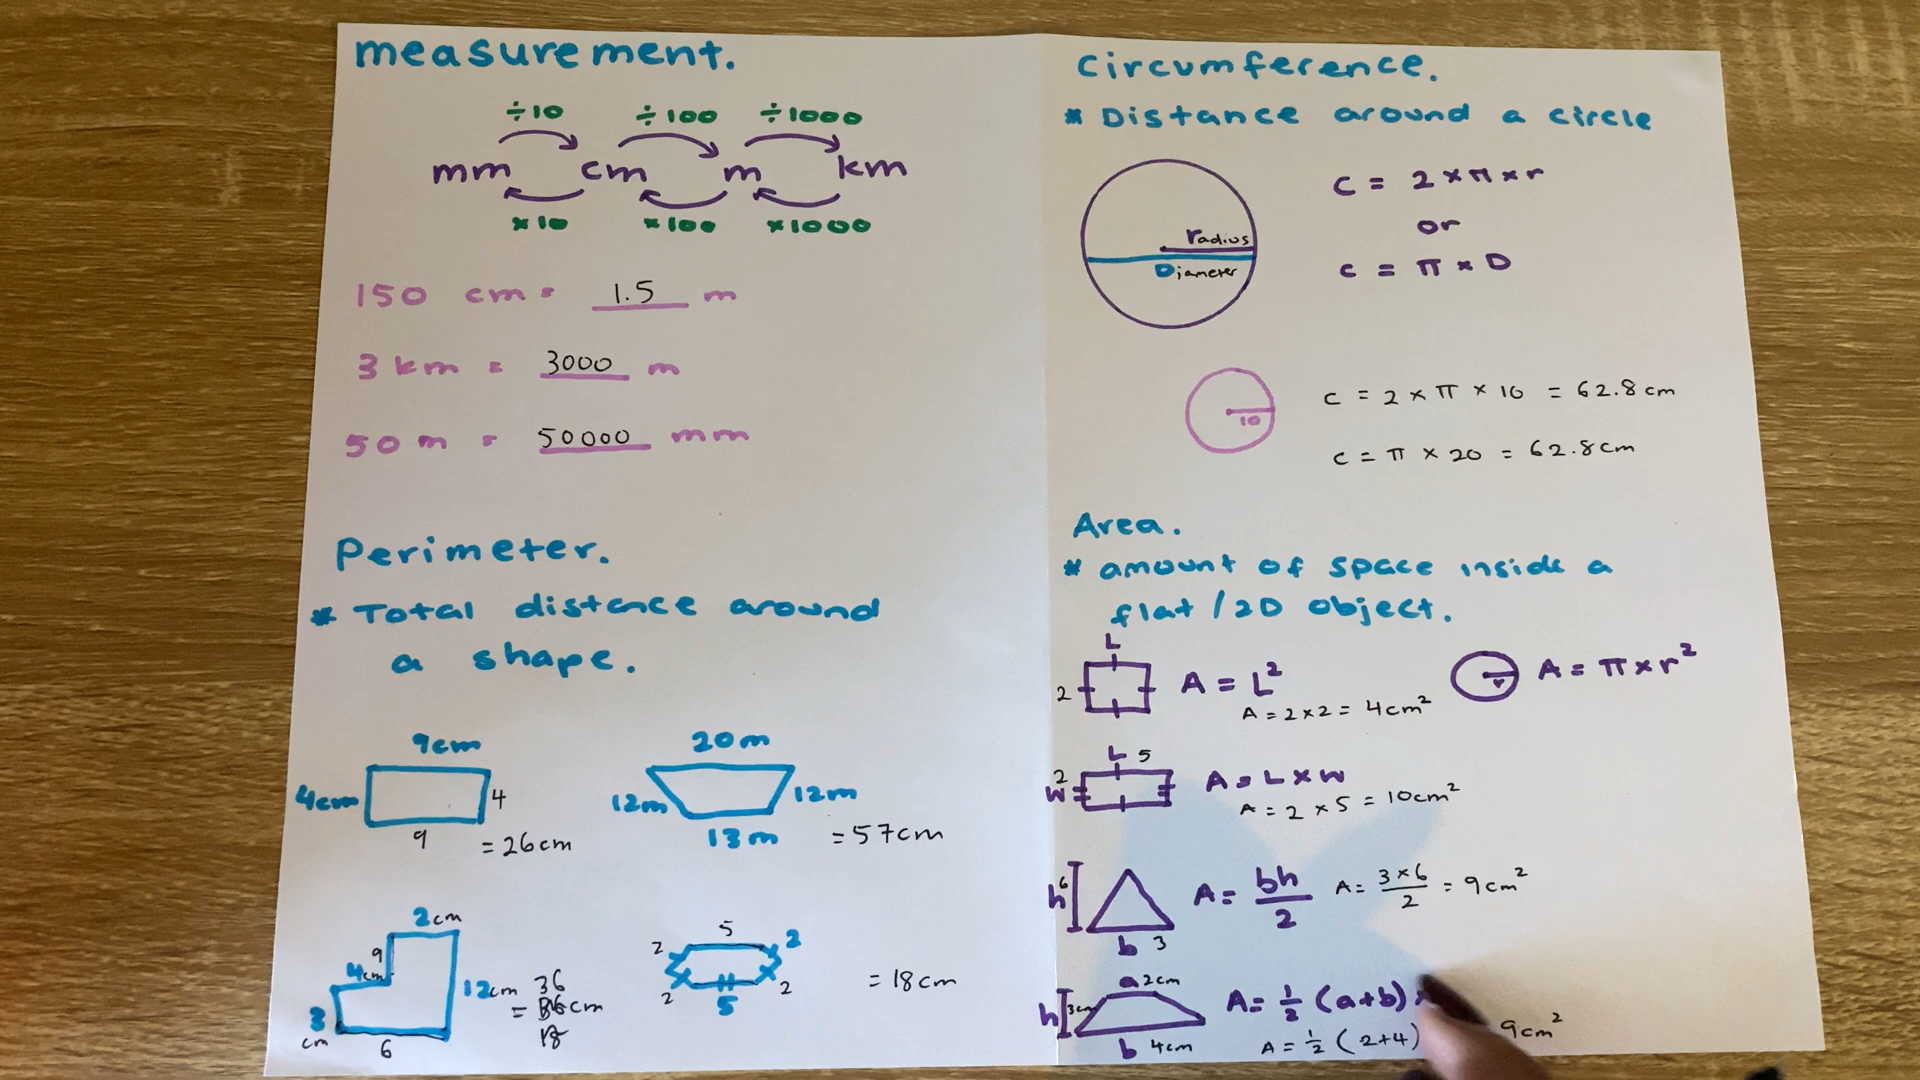 measurement.
÷10 ÷100 ÷1000
mm cm m km
×10 ×100 ×1000
150 cm = 1.5 m
3 km = 3000 m
50 m = 50000 mm
Perimeter.
* Total distance around
a shape.
9cm
4cm 4
9 = 26cm
20m
12m 12m
13m = 57cm
2cm
9
4cm
12cm 36
3 = cm
cm 6 18
5
2 2
2 2
5
= 18cm
circumference.
* Distance around a circle
radius
Diameter
C = 2 × π × r
or
C = π × D
10
C = 2 × π × 10 = 62.8cm
C = π × 20 = 62.8cm
Area.
* amount of space inside a
flat / 2D object.
L
2 A = L²
A = 2 × 2 = 4cm²
r A = π × r²
L 5
2
W A = L × W
A = 2 × 5 = 10cm²
6
h A = bh/2 A = 3×6/2 = 9cm²
b 3
a 2cm
h 3cm A = ½ (a+b)
b 4cm A = ½ (2+4) 9cm²